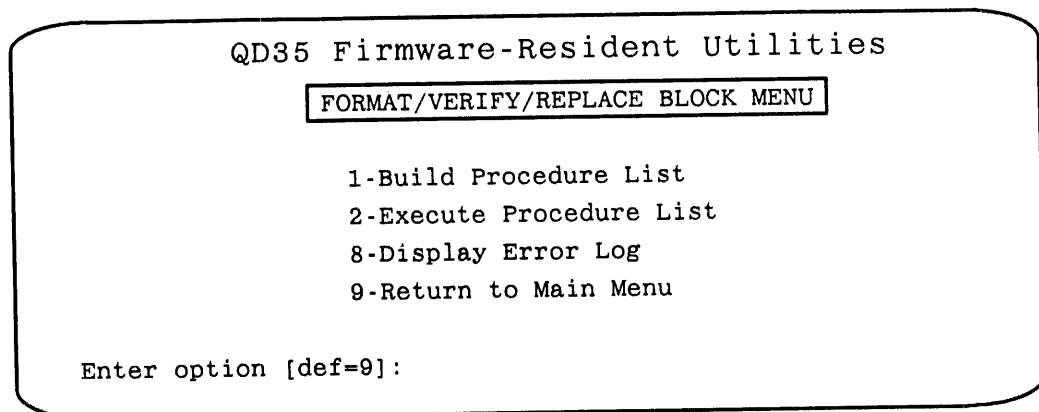 QD35 Firmware-Resident Utilities
FORMAT/VERIFY/REPLACE BLOCK MENU
1-Build Procedure List
2-Execute Procedure List
8-Display Error Log
9-Return to Main Menu
Enter option [def=9]: